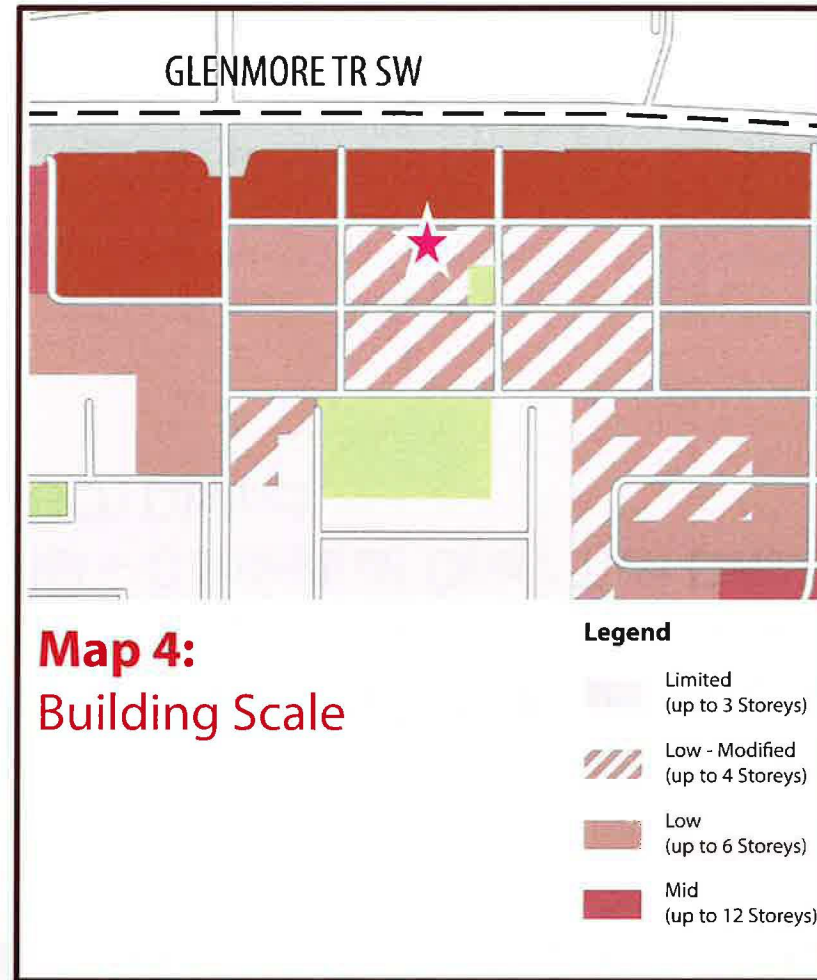 GLENMORE TR SW
Map 4:
Building Scale
Legend
Limited
(up to 3 Storeys)
Low - Modified
(up to 4 Storeys)
Low
(up to 6 Storeys)
Mid
(up to 12 Storeys)